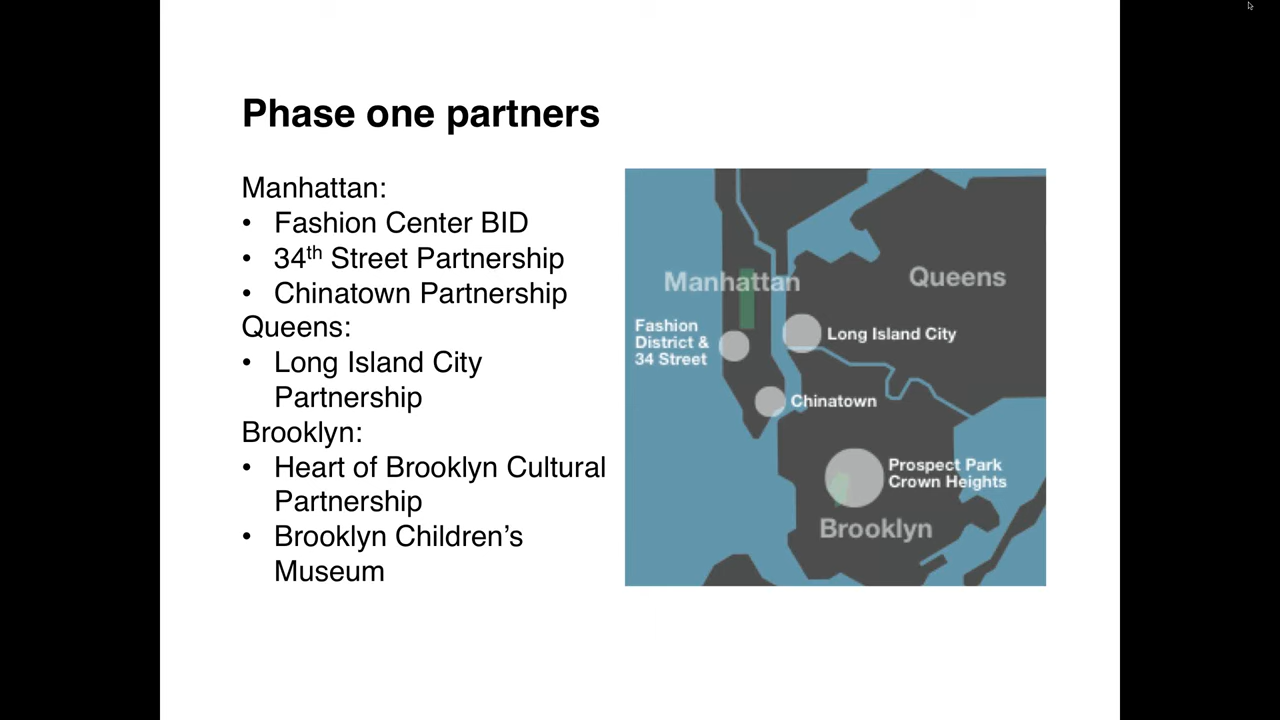 Phase one partners
Manhattan:
• Fashion Center BID
• 34th Street Partnership
• Chinatown Partnership
Queens:
• Long Island City
Partnership
Brooklyn:
• Heart of Brooklyn Cultural
Partnership
• Brooklyn Children’s
Museum
Manhattan
Queens
Fashion
District &
34 Street
Long Island City
Chinatown
Prospect Park
Crown Heights
Brooklyn